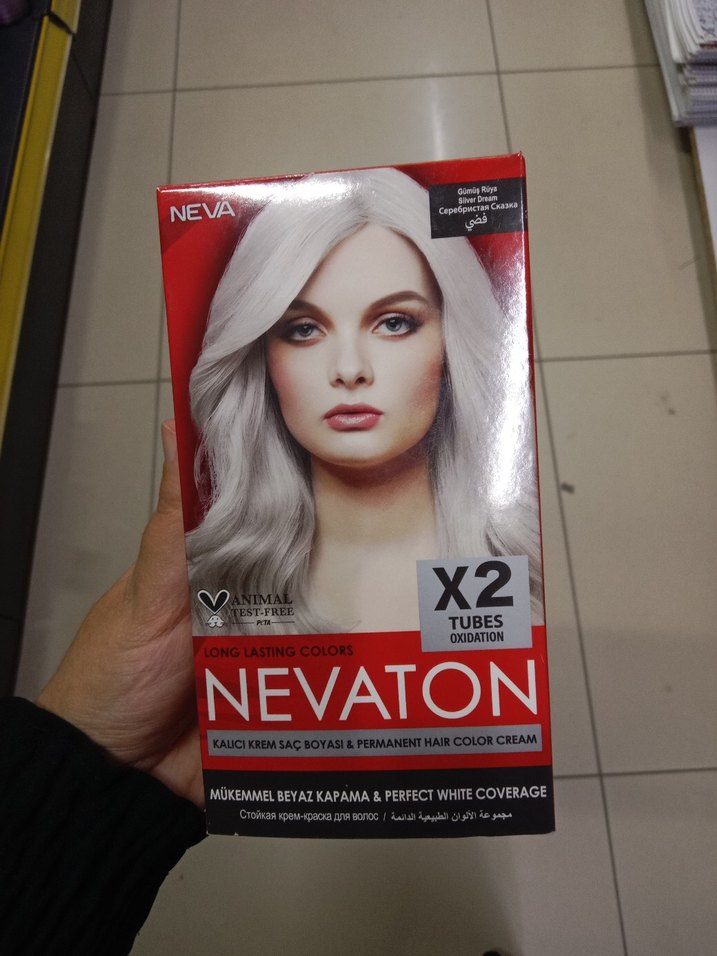 NEVA
Gümüş Rüya
Silver Dream
Серебристая Сказка
فضي
ANIMAL
TEST-FREE
PETA
X2
TUBES
OXIDATION
LONG LASTING COLORS
NEVATON
KALICI KREM SAÇ BOYASI & PERMANENT HAIR COLOR CREAM
MÜKEMMEL BEYAZ KAPAMA & PERFECT WHITE COVERAGE
Стойкая крем-краска для волос / مجموعة الألوان الطبيعية الدائمة